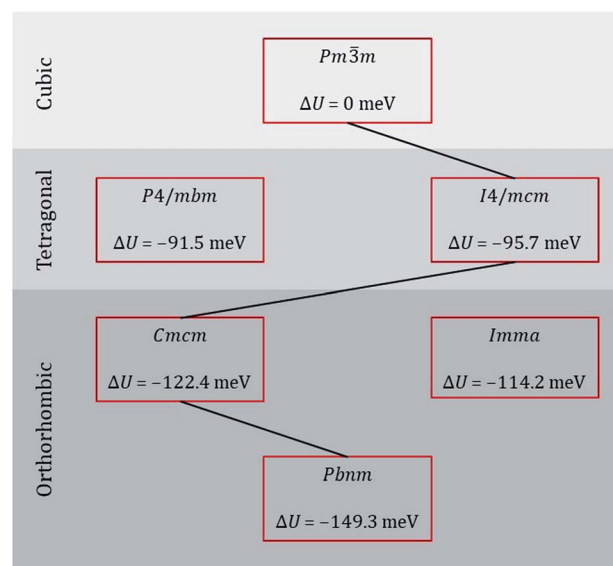 Cubic
Pm3̄m
ΔU = 0 meV
Tetragonal
P4/mbm
ΔU = −91.5 meV
I4/mcm
ΔU = −95.7 meV
Orthorhombic
Cmcm
ΔU = −122.4 meV
Imma
ΔU = −114.2 meV
Pbnm
ΔU = −149.3 meV